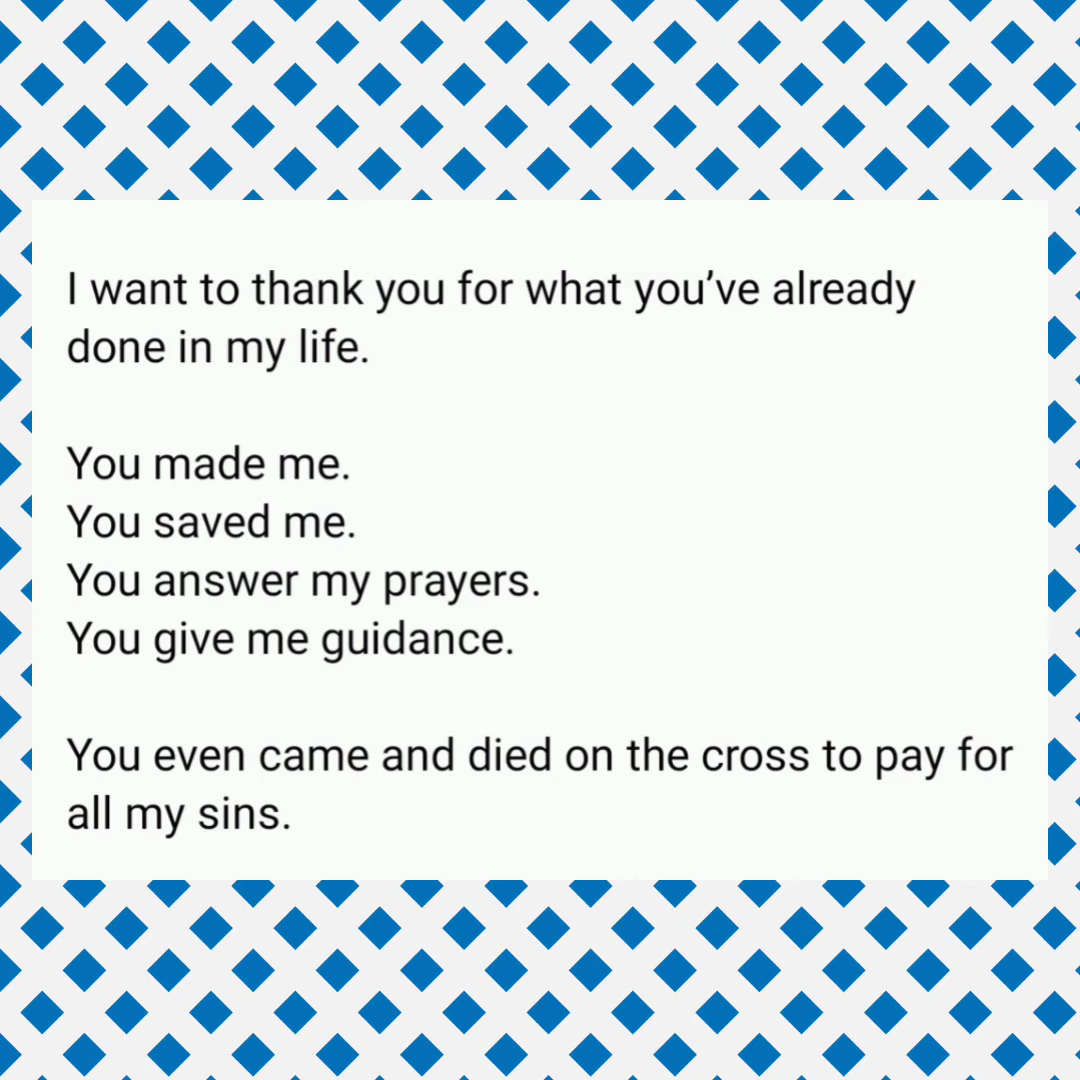 I want to thank you for what you’ve already
done in my life.
You made me.
You saved me.
You answer my prayers.
You give me guidance.
You even came and died on the cross to pay for
all my sins.